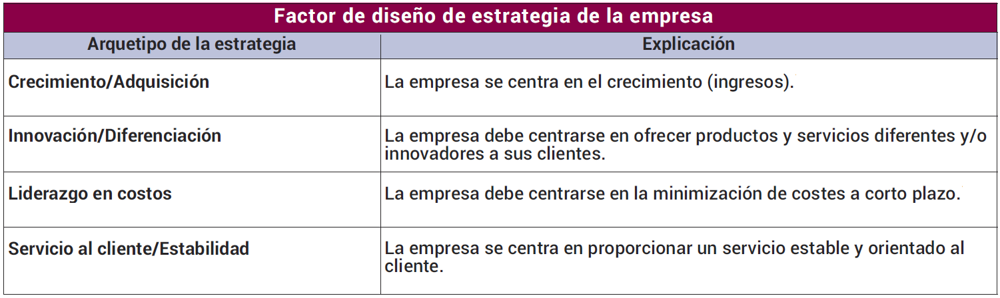 Factor de diseño de estrategia de la empresa
Arquetipo de la estrategia
Explicación
Crecimiento/Adquisición
La empresa se centra en el crecimiento (ingresos).
Innovación/Diferenciación
La empresa debe centrarse en ofrecer productos y servicios diferentes y/o
innovadores a sus clientes.
Liderazgo en costos
La empresa debe centrarse en la minimización de costes a corto plazo.
Servicio al cliente/Estabilidad
La empresa se centra en proporcionar un servicio estable y orientado al
cliente.